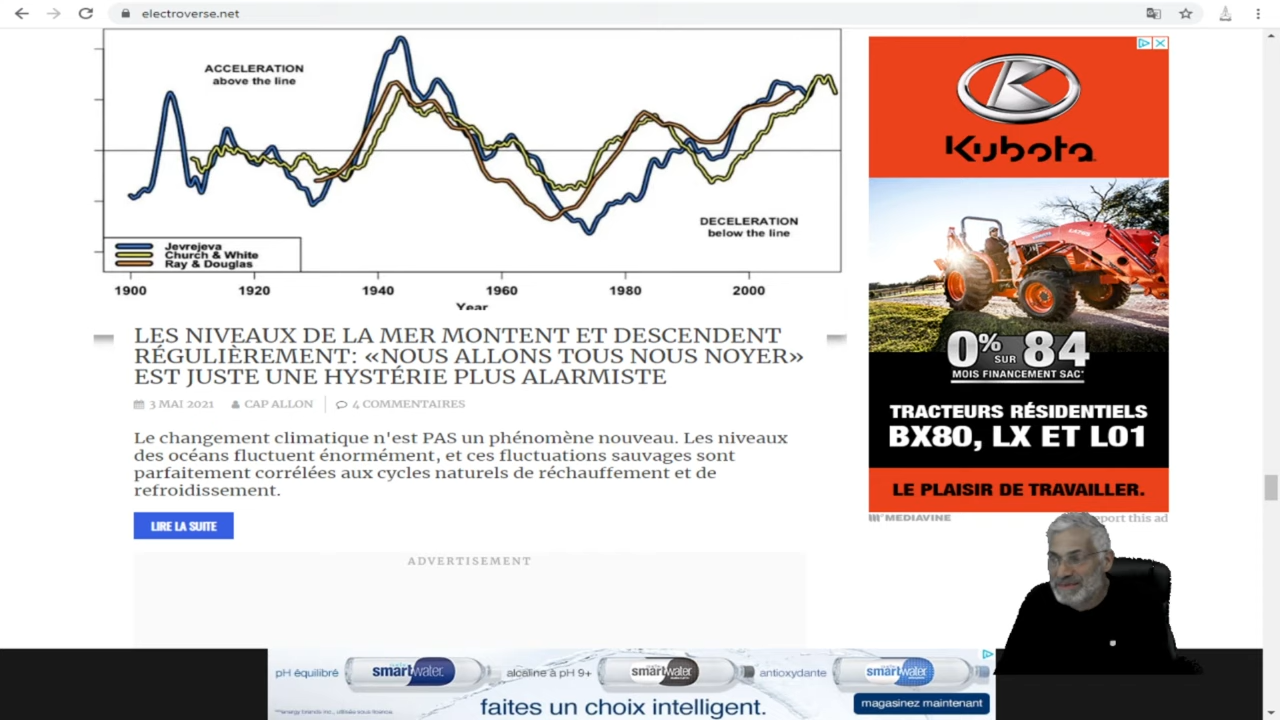 electroverse.net
ACCELERATION
above the line
DECELERATION
below the line
Jevrejeva
Church & White
Ray & Douglas
1900 1920 1940 1960 1980 2000
Year
LES NIVEAUX DE LA MER MONTENT ET DESCENDENT
RÉGULIÈREMENT: «NOUS ALLONS TOUS NOUS NOYER»
EST JUSTE UNE HYSTÉRIE PLUS ALARMISTE
3 MAI 2021 CAP ALLON 4 COMMENTAIRES
Le changement climatique n'est PAS un phénomène nouveau. Les niveaux
des océans fluctuent énormément, et ces fluctuations sauvages sont
parfaitement corrélées aux cycles naturels de réchauffement et de
refroidissement.
LIRE LA SUITE
ADVERTISEMENT
Kubota
0% SUR 84
MOIS FINANCEMENT SAC*
TRACTEURS RÉSIDENTIELS
BX80, LX ET L01
LE PLAISIR DE TRAVAILLER.
MEDIAVINE
port this ad
pH équilibré smartwater. alcaline à pH 9+ smartwater antioxydante smartwater
faites un choix intelligent.
magasinez maintenant